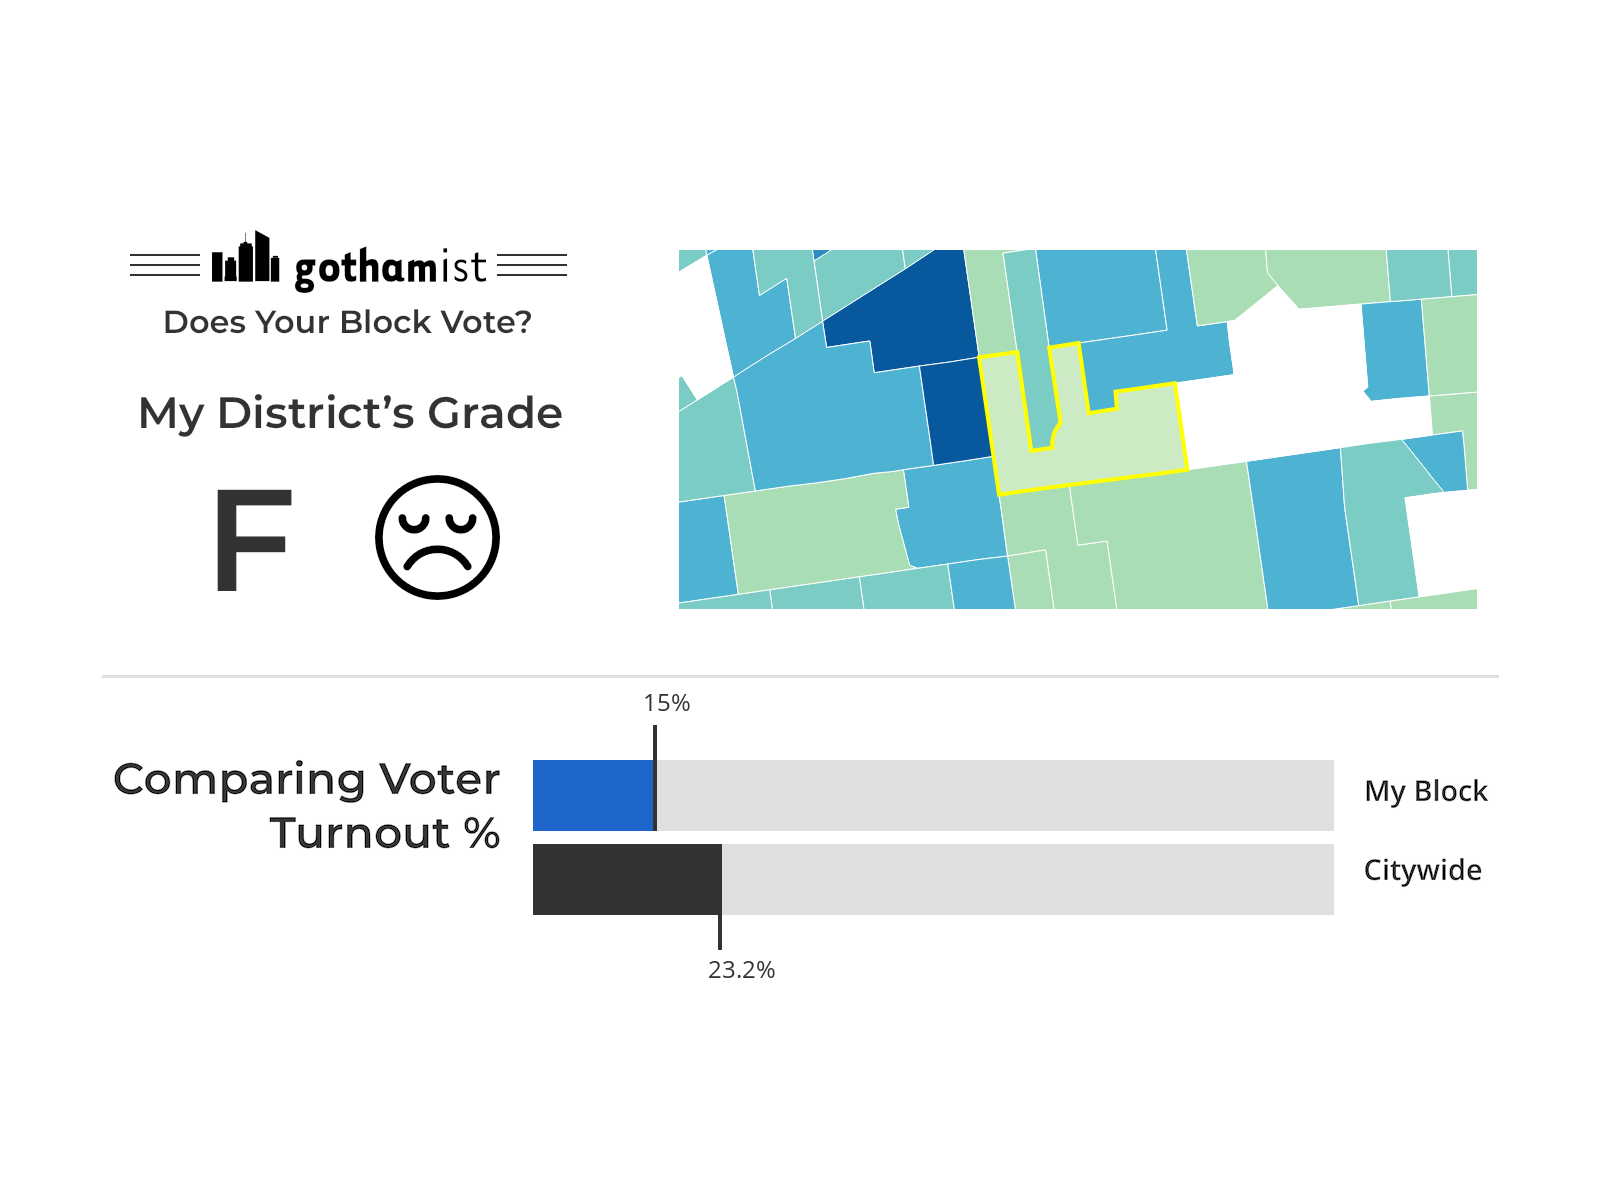 gothamist
Does Your Block Vote?
My District’s Grade
F
15%
Comparing Voter
Turnout %
My Block
Citywide
23.2%